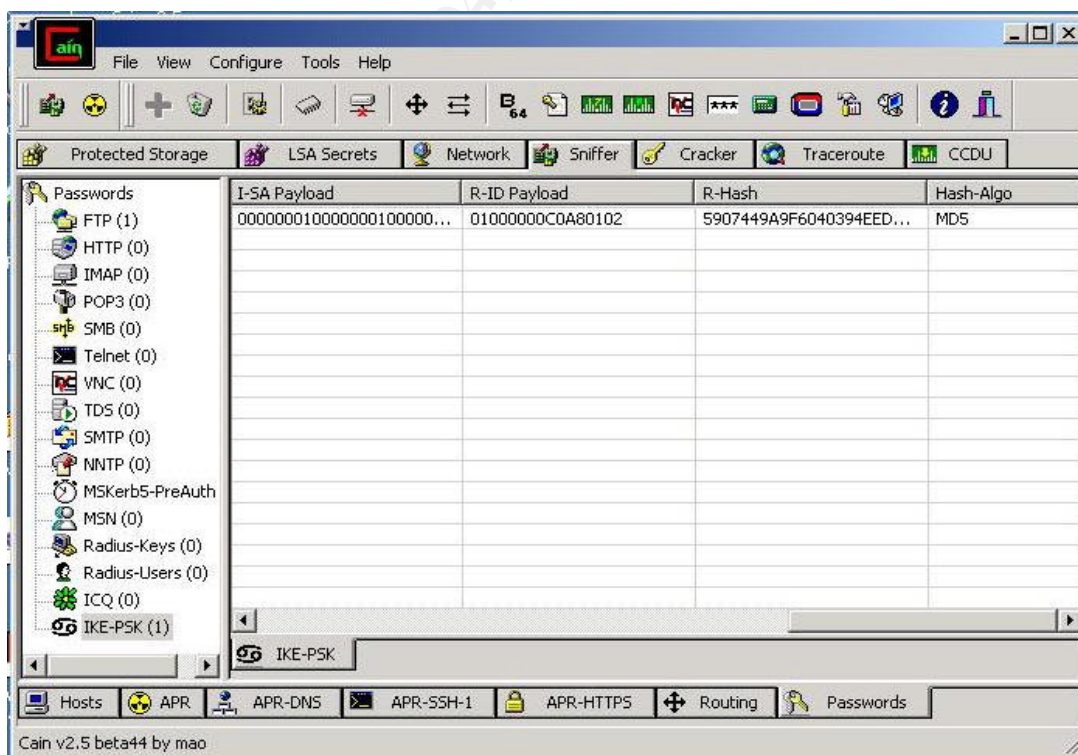 Cain
File View Configure Tools Help
B 64
***
Protected Storage LSA Secrets Network Sniffer Cracker Traceroute CCDU
Passwords
FTP (1)
HTTP (0)
IMAP (0)
POP3 (0)
SMB (0)
Telnet (0)
VNC (0)
TDS (0)
SMTP (0)
NNTP (0)
MSKerb5-PreAuth
MSN (0)
Radius-Keys (0)
Radius-Users (0)
ICQ (0)
IKE-PSK (1)
I-SA Payload R-ID Payload R-Hash Hash-Algo
000000010000000100000... 01000000C0A80102 5907449A9F6040394EED... MD5
IKE-PSK
Hosts APR APR-DNS APR-SSH-1 APR-HTTPS Routing Passwords
Cain v2.5 beta44 by mao